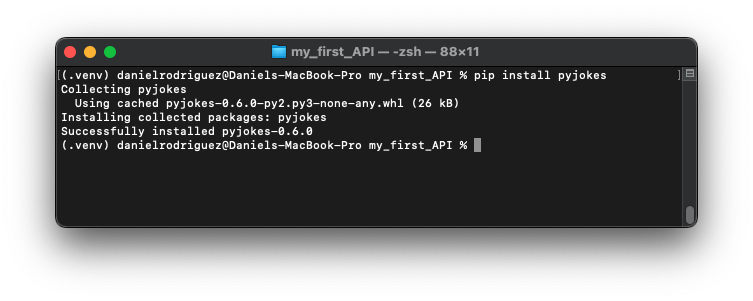 my_first_API — -zsh — 88×11
[(.venv) danielrodriguez@Daniels-MacBook-Pro my_first_API % pip install pyjokes ]
Collecting pyjokes
  Using cached pyjokes-0.6.0-py2.py3-none-any.whl (26 kB)
Installing collected packages: pyjokes
Successfully installed pyjokes-0.6.0
(.venv) danielrodriguez@Daniels-MacBook-Pro my_first_API %